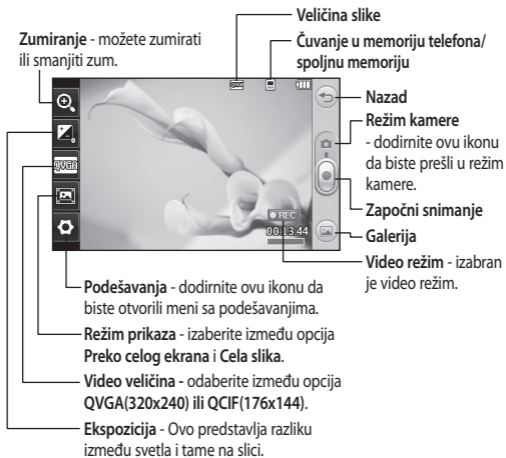 Veličina slike
Čuvanje u memoriju telefona/
spoljnu memoriju
Zumiranje - možete zumirati
ili smanjiti zum.
Nazad
Režim kamere
- dodirnite ovu ikonu
da biste prešli u režim
kamere.
Započni snimanje
Galerija
Video režim - izabran
je video režim.
QVGA
REC
00:13:44
Podešavanja - dodirnite ovu ikonu da
biste otvorili meni sa podešavanjima.
Režim prikaza - izaberite između opcija
Preko celog ekrana i Cela slika.
Video veličina - odaberite između opcija
QVGA(320x240) ili QCIF(176x144).
Ekspozicija - Ovo predstavlja razliku
između svetla i tame na slici.